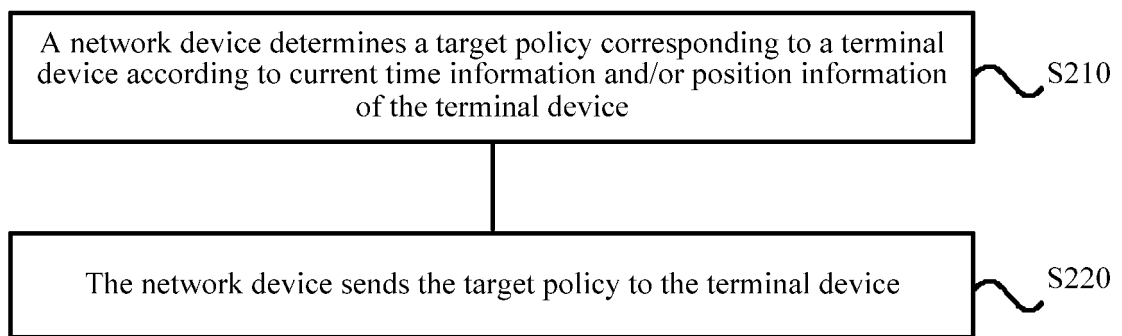 A network device determines a target policy corresponding to a terminal
device according to current time information and/or position information
of the terminal device
S210
The network device sends the target policy to the terminal device
S220